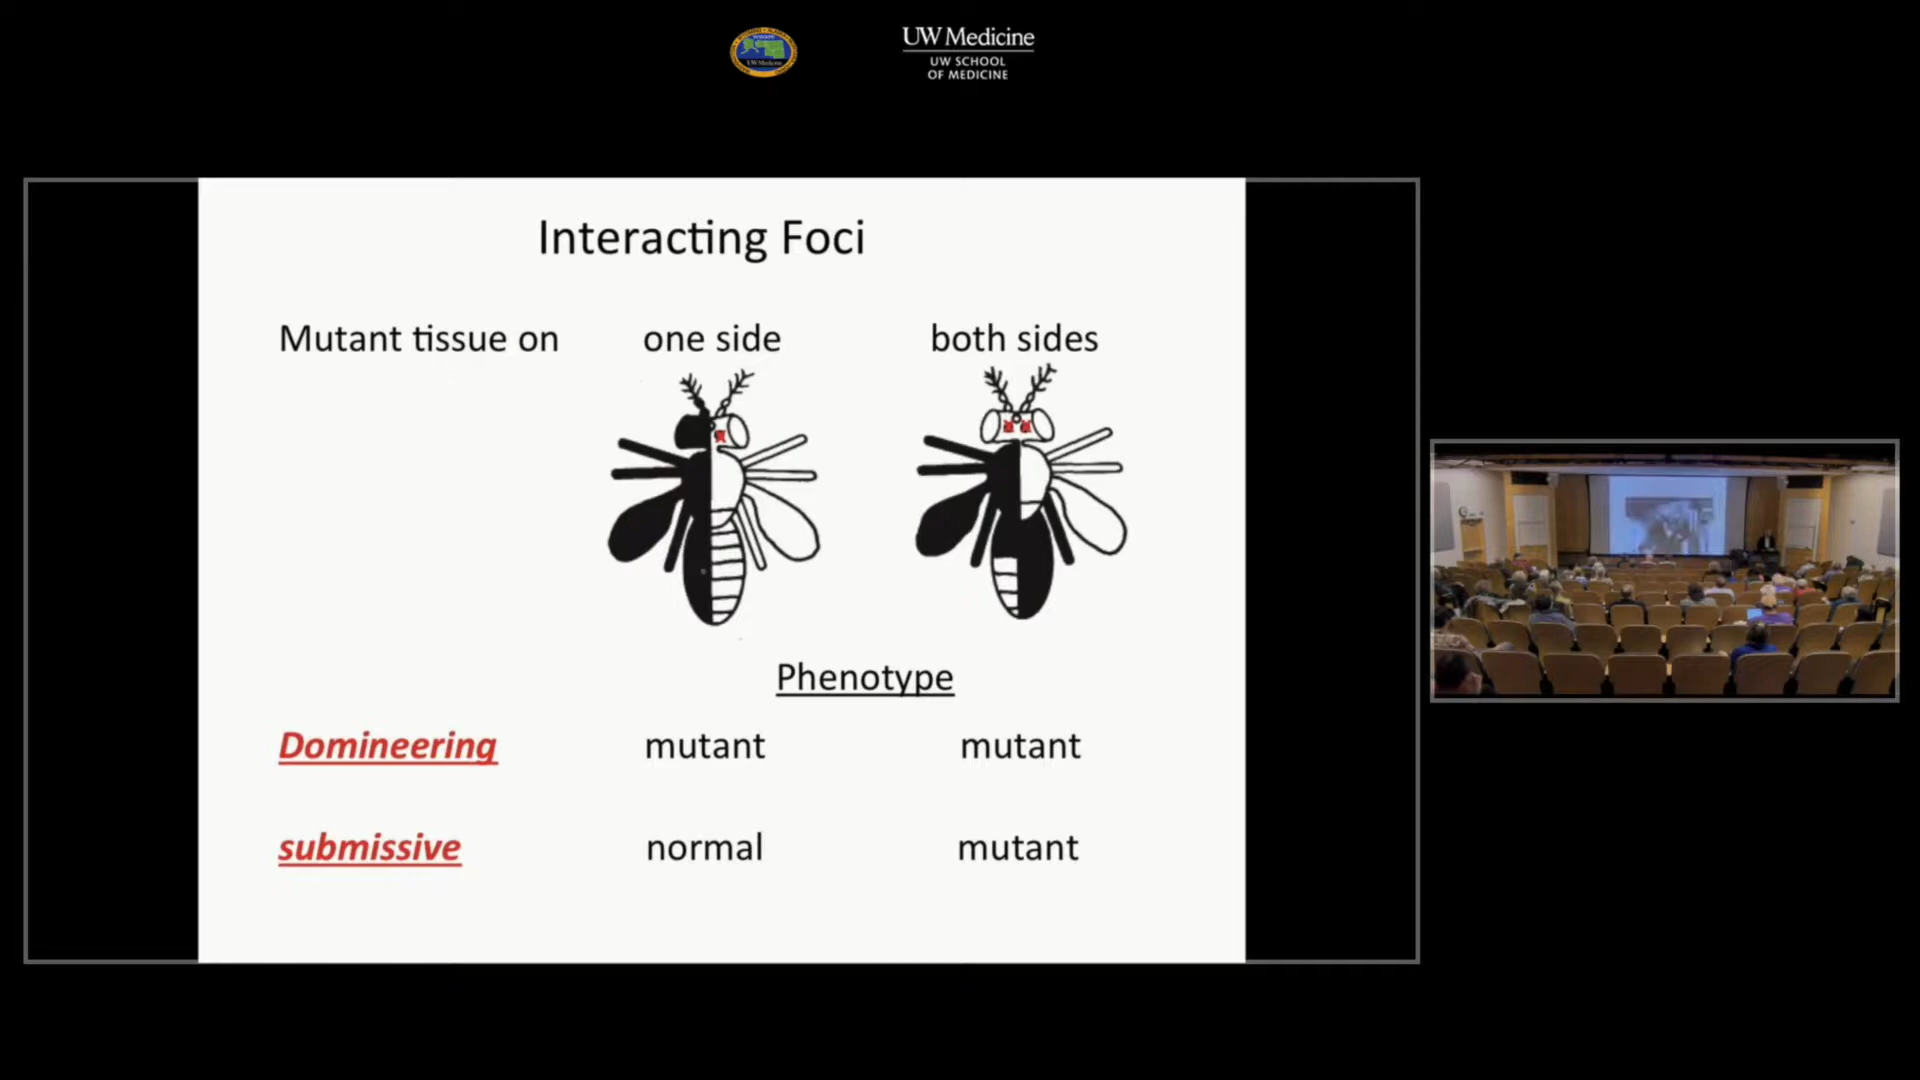 UW Medicine
UW SCHOOL
OF MEDICINE
Interacting Foci
Mutant tissue on one side both sides
Phenotype
Domineering mutant mutant
submissive normal mutant